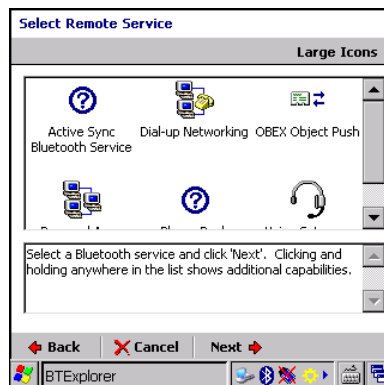 Select Remote Service
Large Icons
Active Sync
Bluetooth Service
Dial-up Networking
OBEX Object Push
Select a Bluetooth service and click 'Next'. Clicking and
holding anywhere in the list shows additional capabilities.
Back
Cancel
Next
BTExplorer